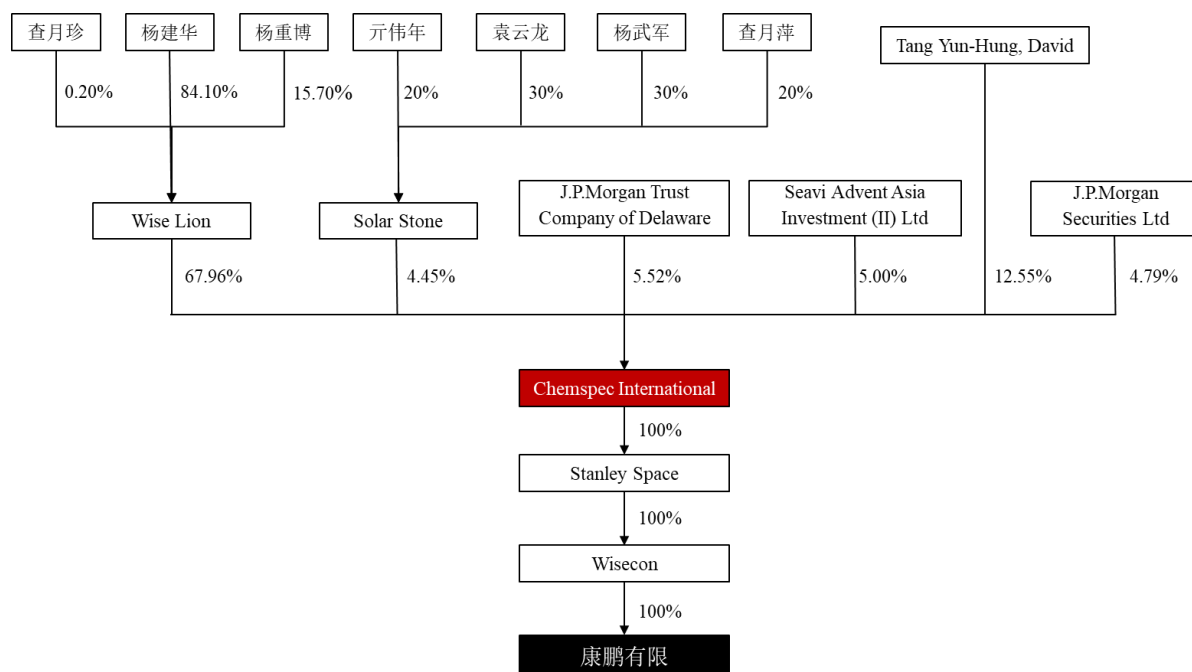 查月珍
杨建华
杨重博
亓伟年
袁云龙
杨武军
查月萍
Tang Yun-Hung, David
0.20%
84.10%
15.70%
20%
30%
30%
20%
Wise Lion
Solar Stone
J.P.Morgan Trust
Company of Delaware
Seavi Advent Asia
Investment (II) Ltd
J.P.Morgan
Securities Ltd
67.96%
4.45%
5.52%
5.00%
12.55%
4.79%
Chemspec International
100%
Stanley Space
100%
Wisecon
100%
康鹏有限